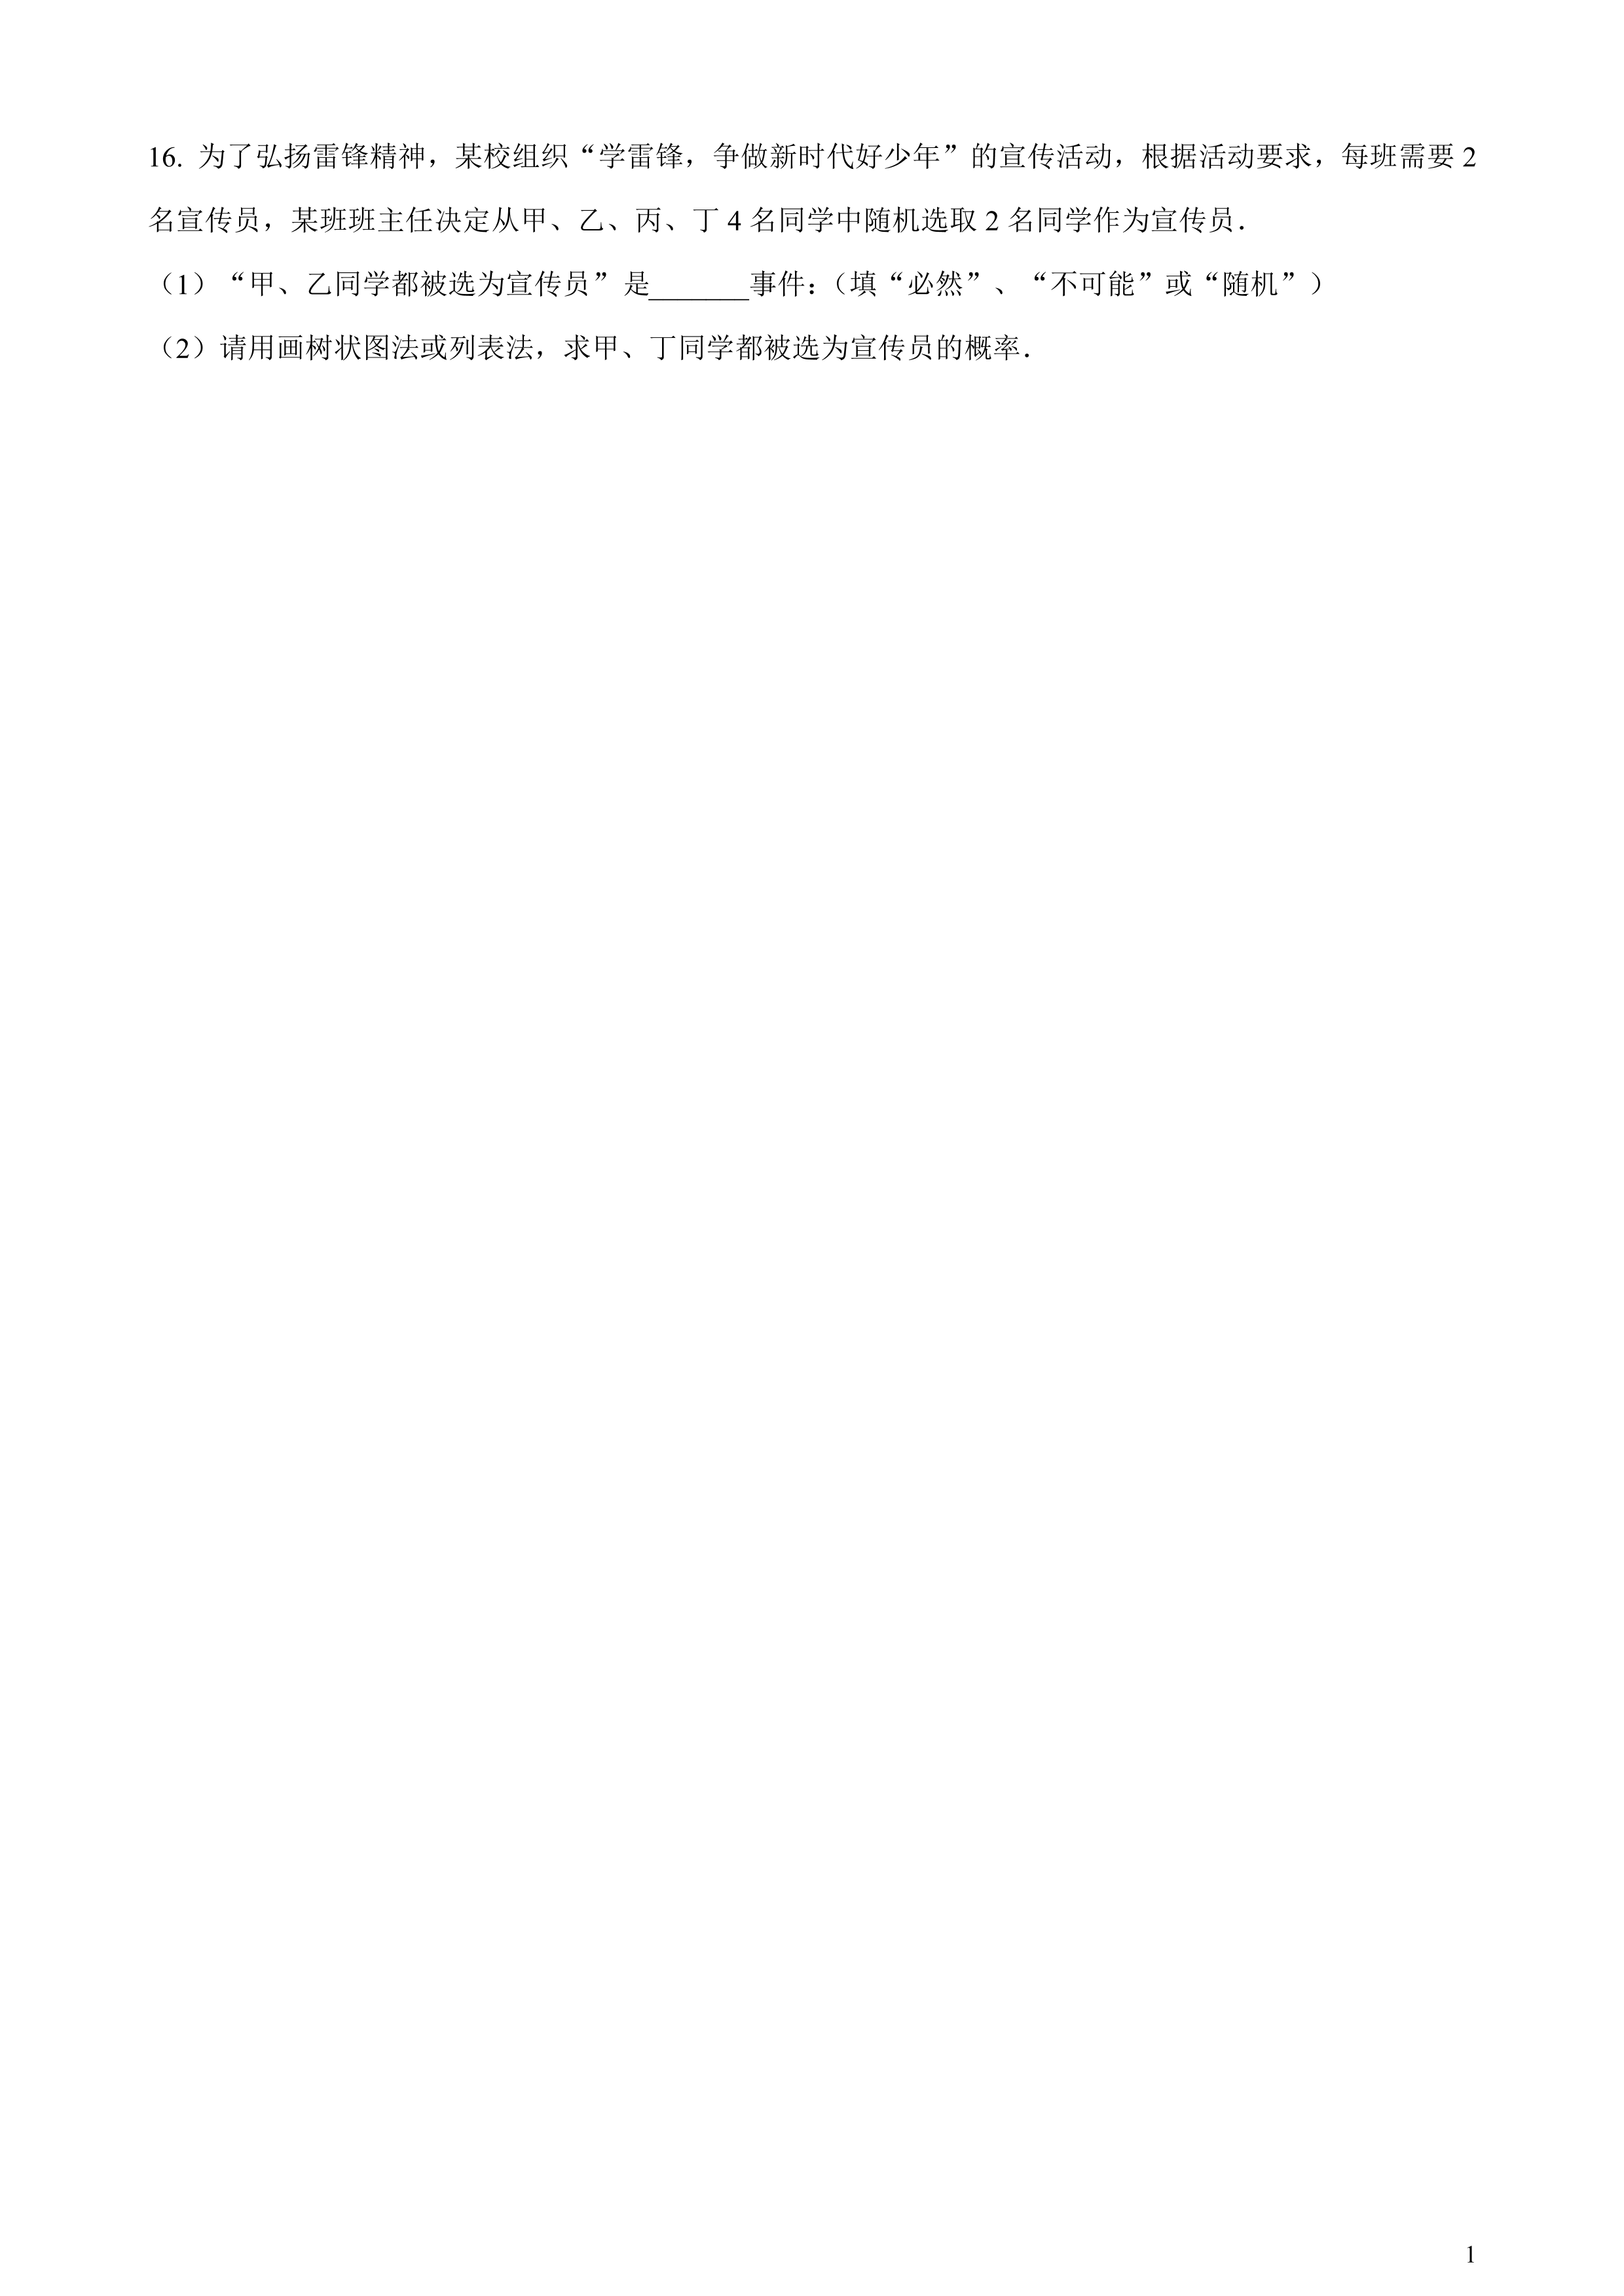 16. 为了弘扬雷锋精神，某校组织“学雷锋，争做新时代好少年”的宣传活动，根据活动要求，每班需要 2
名宣传员，某班班主任决定从甲、乙、丙、丁 4 名同学中随机选取 2 名同学作为宣传员．
（1）“甲、乙同学都被选为宣传员”是_______事件：（填“必然”、“不可能”或“随机”）
（2）请用画树状图法或列表法，求甲、丁同学都被选为宣传员的概率．
1